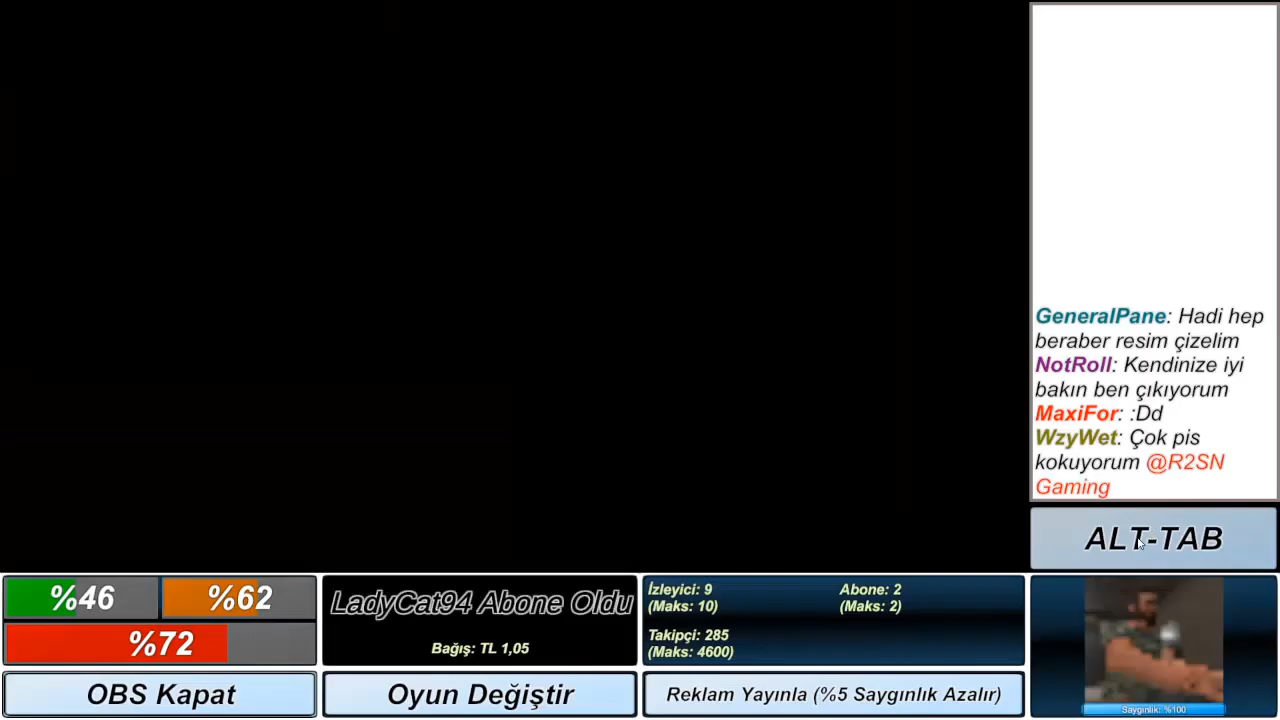 GeneralPane: Hadi hep
beraber resim çizelim
NotRoll: Kendinize iyi
bakın ben çıkıyorum
MaxiFor: :Dd
WzyWet: Çok pis
kokuyorum @R2SN
Gaming
ALT-TAB
%46 %62
%72
LadyCat94 Abone Oldu
Bağış: TL 1,05
İzleyici: 9 Abone: 2
(Maks: 10) (Maks: 2)
Takipçi: 285
(Maks: 4600)
Saygınlık: %100
OBS Kapat
Oyun Değiştir
Reklam Yayınla (%5 Saygınlık Azalır)